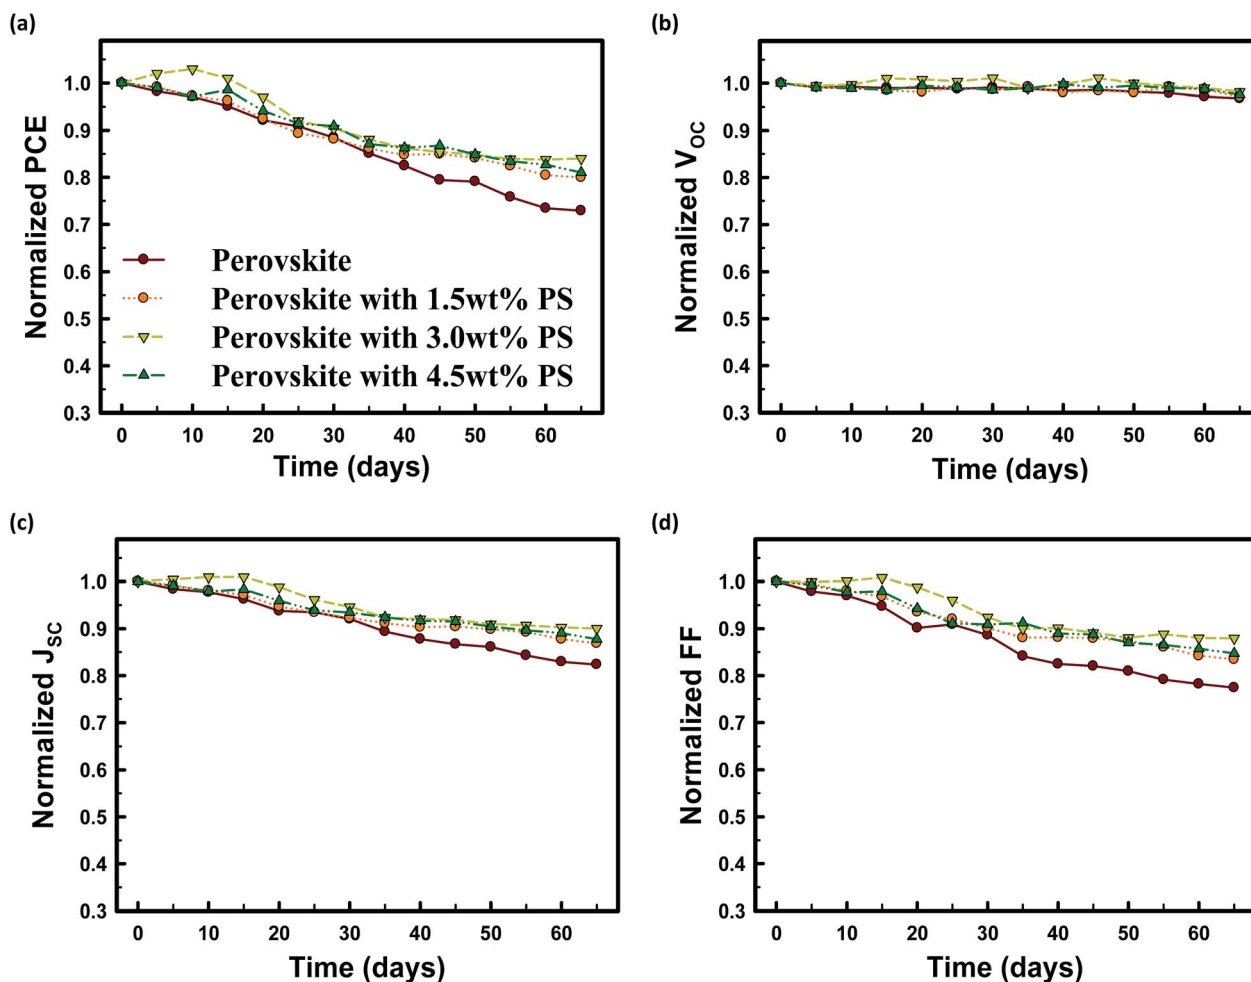 (a)
Normalized PCE
1.0
0.9
0.8
0.7
0.6
0.5
0.4
0.3
Perovskite
Perovskite with 1.5wt% PS
Perovskite with 3.0wt% PS
Perovskite with 4.5wt% PS
0 10 20 30 40 50 60
Time (days)
(b)
Normalized VOC
1.0
0.9
0.8
0.7
0.6
0.5
0.4
0.3
0 10 20 30 40 50 60
Time (days)
(c)
Normalized JSC
1.0
0.9
0.8
0.7
0.6
0.5
0.4
0.3
0 10 20 30 40 50 60
Time (days)
(d)
Normalized FF
1.0
0.9
0.8
0.7
0.6
0.5
0.4
0.3
0 10 20 30 40 50 60
Time (days)